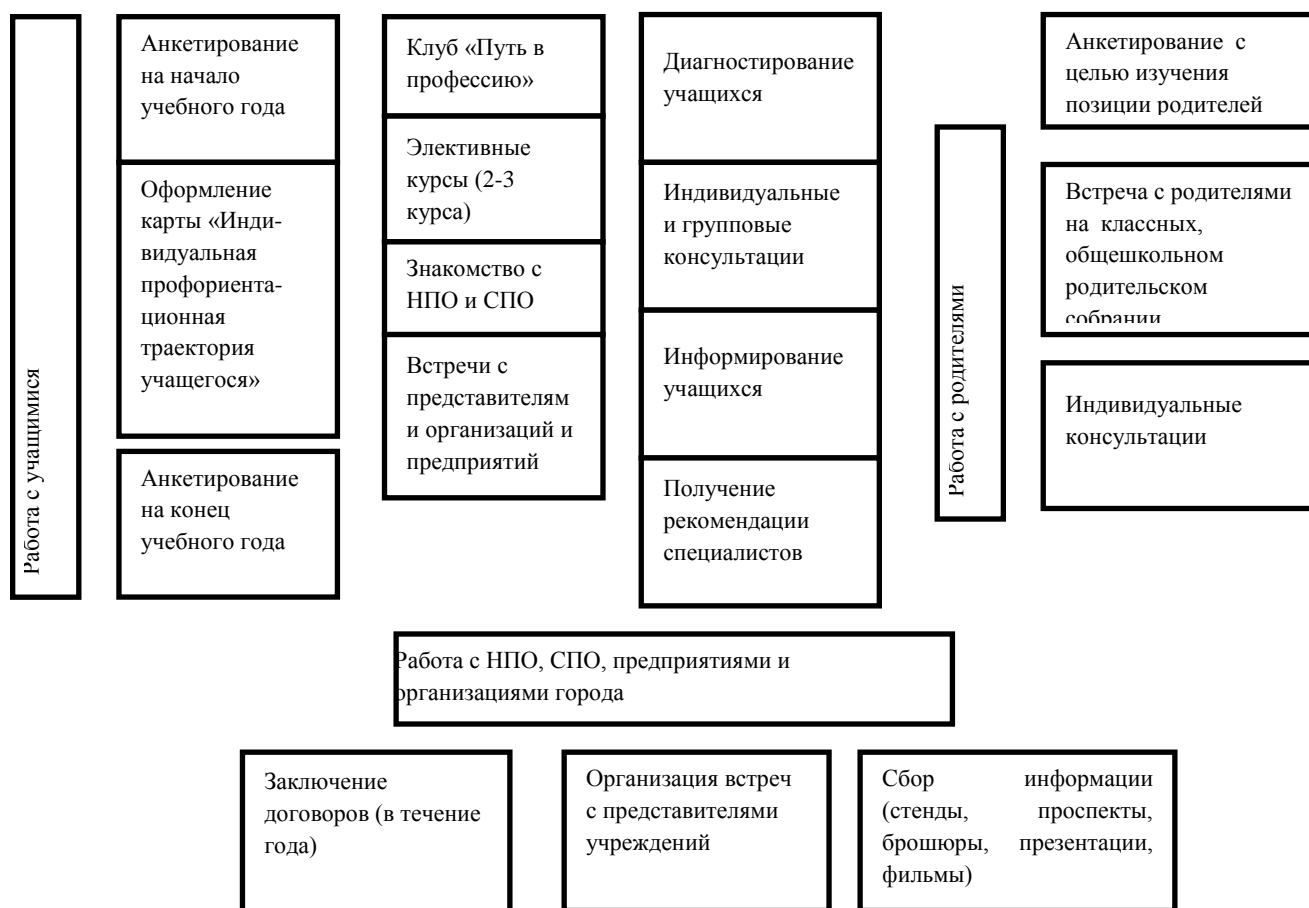 Работа с учащимися
Анкетирование
на начало
учебного года
Оформление
карты «Инди-
видуальная
профориента-
ционная
траектория
учащегося»
Анкетирование
на конец
учебного года
Клуб «Путь в
профессию»
Элективные
курсы (2-3
курса)
Знакомство с
НПО и СПО
Встречи с
представителям
и организаций и
предприятий
Диагностирование
учащихся
Индивидуальные
и групповые
консультации
Информирование
учащихся
Получение
рекомендации
специалистов
Работа с родителями
Анкетирование с
целью изучения
позиции родителей
Встреча с родителями
на классных,
общешкольном
родительском
собрании
Индивидуальные
консультации
Работа с НПО, СПО, предприятиями и
организациями города
Заключение
договоров (в течение
года)
Организация встреч
с представителями
учреждений
Сбор информации
(стенды, проспекты,
брошюры, презентации,
фильмы)